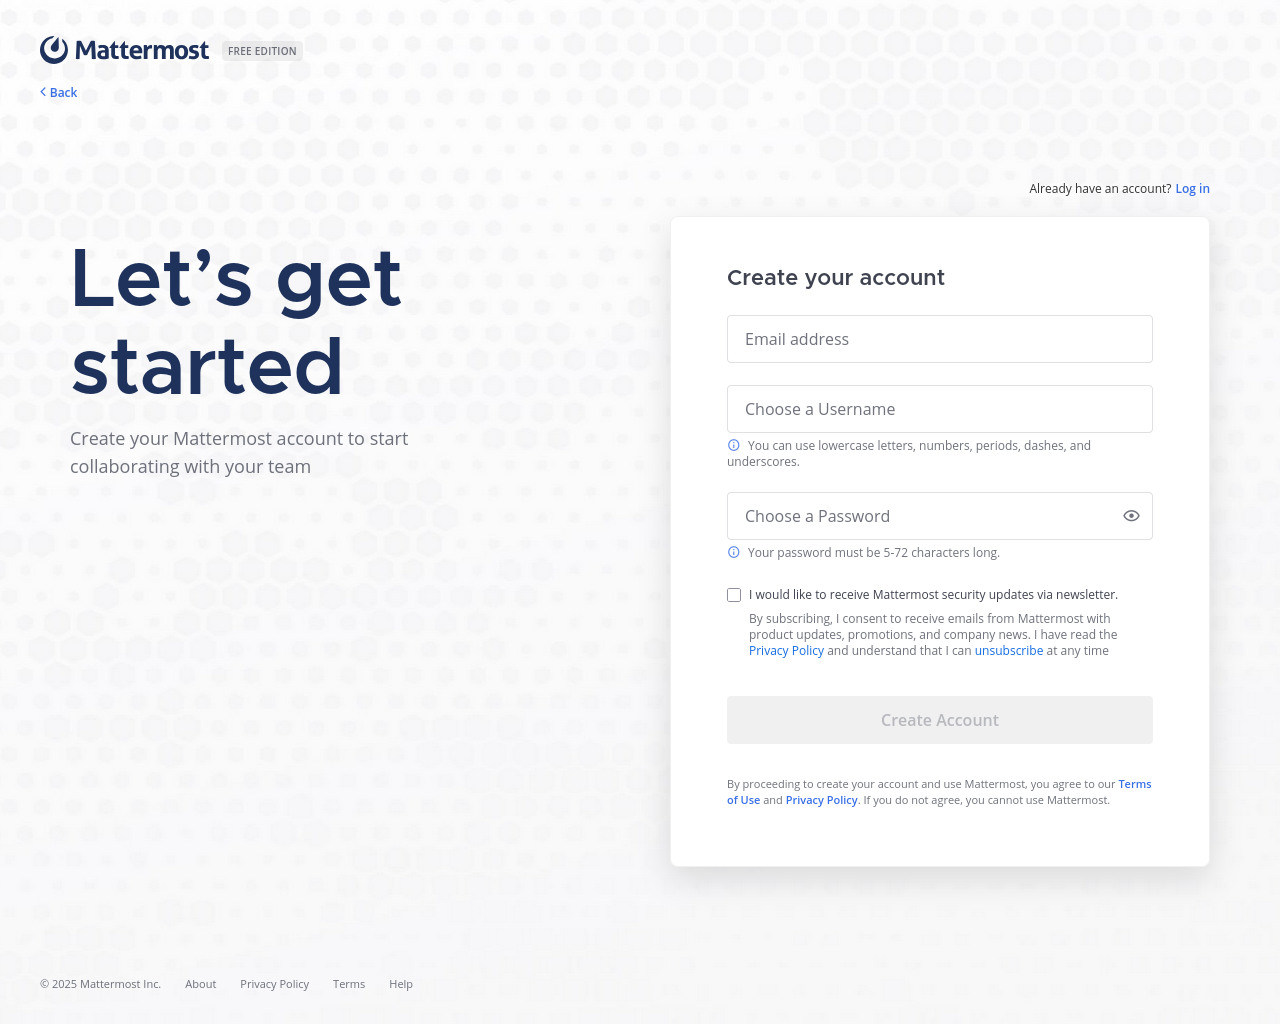 Mattermost FREE EDITION
Back
Already have an account? Log in
Let's get
started
Create your Mattermost account to start
collaborating with your team
Create your account
Email address
Choose a Username
You can use lowercase letters, numbers, periods, dashes, and
underscores.
Choose a Password
Your password must be 5-72 characters long.
I would like to receive Mattermost security updates via newsletter.
By subscribing, I consent to receive emails from Mattermost with
product updates, promotions, and company news. I have read the
Privacy Policy and understand that I can unsubscribe at any time
Create Account
By proceeding to create your account and use Mattermost, you agree to our Terms
of Use and Privacy Policy. If you do not agree, you cannot use Mattermost.
© 2025 Mattermost Inc. About Privacy Policy Terms Help